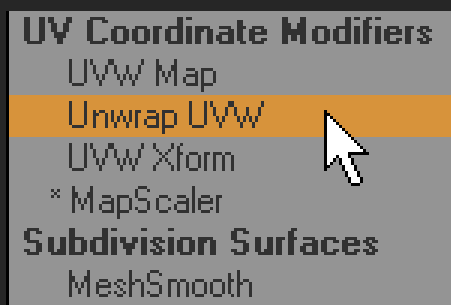 UV Coordinate Modifiers
UVW Map
Unwrap UVW
UVW Xform
* MapScaler
Subdivision Surfaces
MeshSmooth